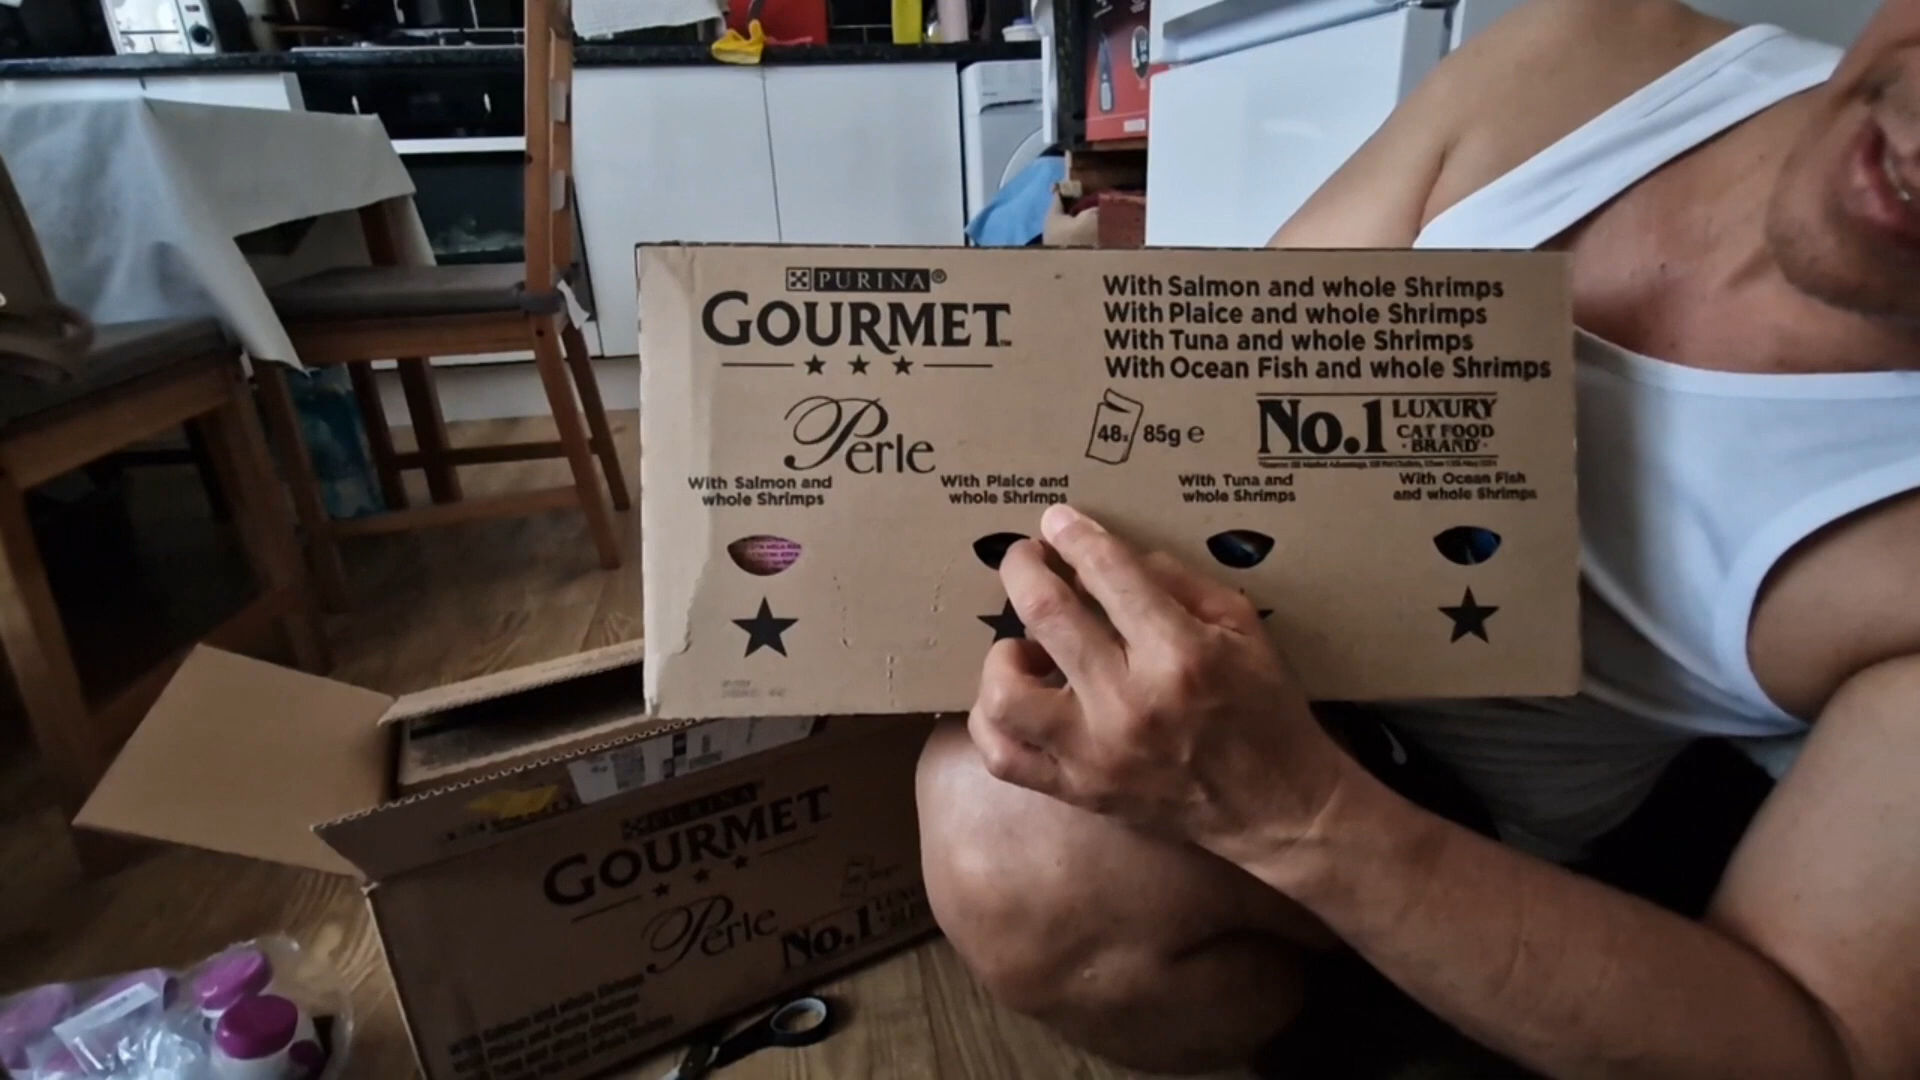 PURINA®
GOURMET™
Perle
With Salmon and whole Shrimps
With Plaice and whole Shrimps
With Tuna and whole Shrimps
With Ocean Fish and whole Shrimps
48x 85g e
No.1 LUXURY
CAT FOOD
· BRAND ·
With Salmon and
whole Shrimps
With Plaice and
whole Shrimps
With Tuna and
whole Shrimps
With Ocean Fish
and whole Shrimps
GOURMET
Perle
No.1